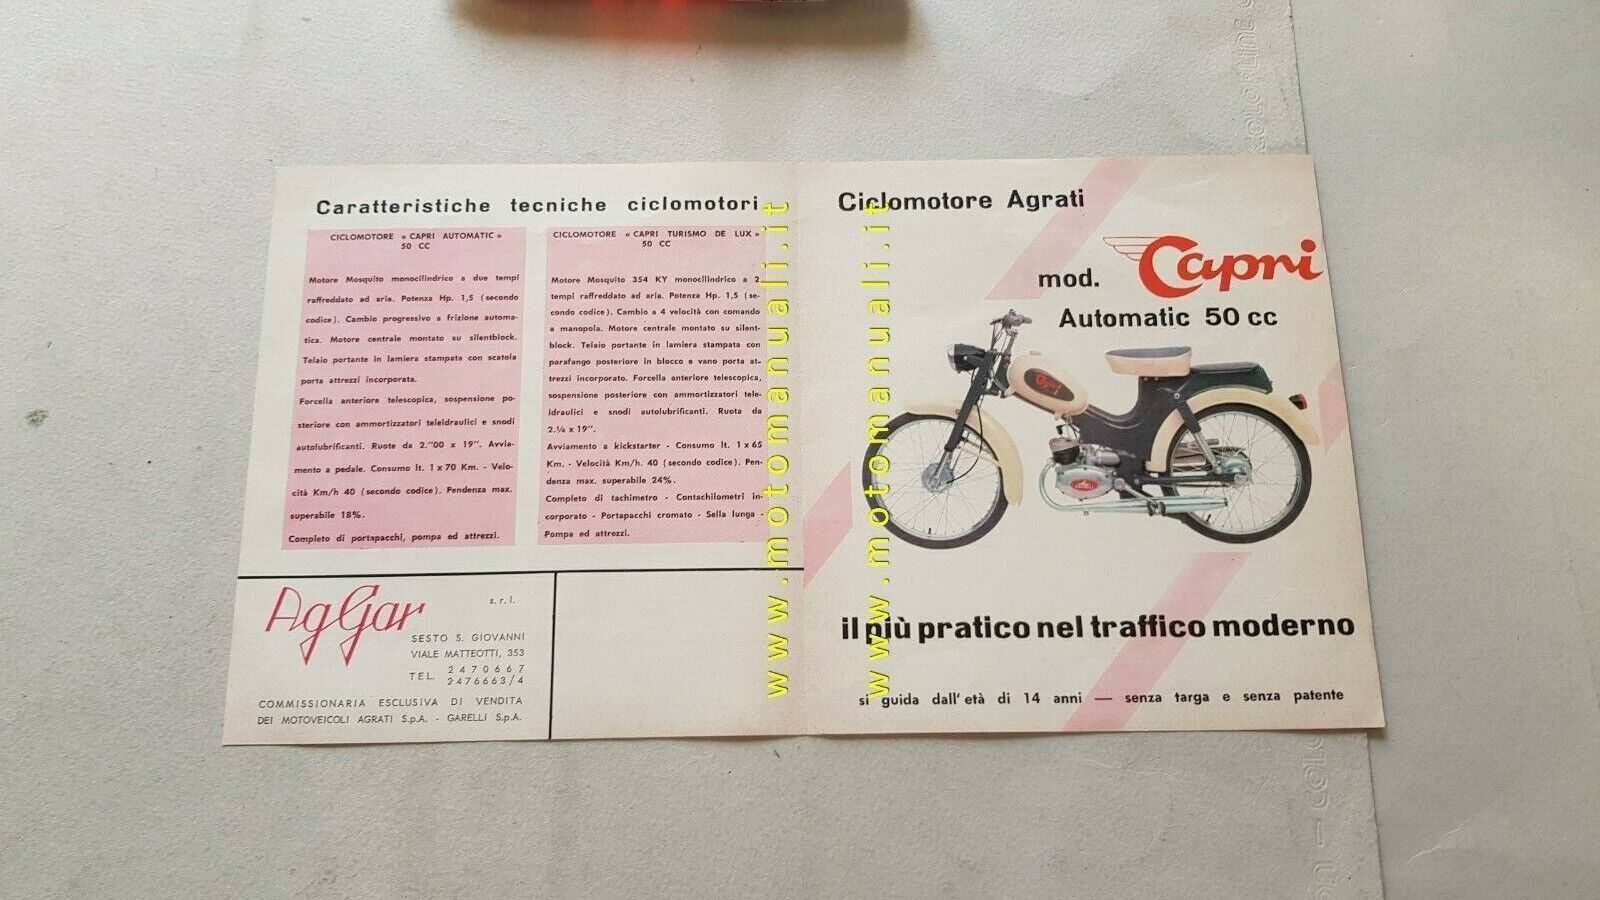 Caratteristiche tecniche ciclomotori
CICLOMOTORE « CAPRI AUTOMATIC »
50 CC
Motore Mosquito monocilindrico a due tempi
raffreddato ad aria. Potenza Hp. 1,5 (secondo
codice). Cambio progressivo a frizione automa-
tica. Motore centrale montato su silentblock.
Telaio portante in lamiera stampata con scatola
porta attrezzi incorporata.
Forcella anteriore telescopica, sospensione po-
steriore con ammortizzatori teleidraulici e snodi
autolubrificanti. Ruote da 2."00 x 19". Avvia-
mento a pedale. Consumo lt. 1 x 70 Km. - Velo-
cità Km/h 40 (secondo codice). Pendenza max.
superabile 18%.
Completo di portapacchi, pompa ed attrezzi.
CICLOMOTORE « CAPRI TURISMO DE LUX »
50 CC
Motore Mosquito 354 KY monocilindrico a 2
tempi raffreddato ad aria. Potenza Hp. 1,5 (se-
condo codice). Cambio a 4 velocità con comando
a manopola. Motore centrale montato su silent-
block. Telaio portante in lamiera stampata con
parafango posteriore in blocco e vano porta at-
trezzi incorporato. Forcella anteriore telescopica,
sospensione posteriore con ammortizzatori tele-
idraulici e snodi autolubrificanti. Ruota da
2.¼ x 19".
Avviamento a kickstarter - Consumo lt. 1 x 65
Km. - Velocità Km/h. 40 (secondo codice). Pen-
denza max. superabile 24%.
Completo di tachimetro - Contachilometri in-
corporato - Portapacchi cromato - Sella lunga -
Pompa ed attrezzi.
AgGar
s.r.l.
SESTO S. GIOVANNI
VIALE MATTEOTTI, 353
TEL. 2470667
2476663/4
COMMISSIONARIA ESCLUSIVA DI VENDITA
DEI MOTOVEICOLI AGRATI S.p.A. - GARELLI S.p.A.
www.motomanuali.it
www.motomanuali.it
Ciclomotore Agrati
mod. Capri
Automatic 50 cc
Capri
il più pratico nel traffico moderno
si guida dall'età di 14 anni — senza targa e senza patente